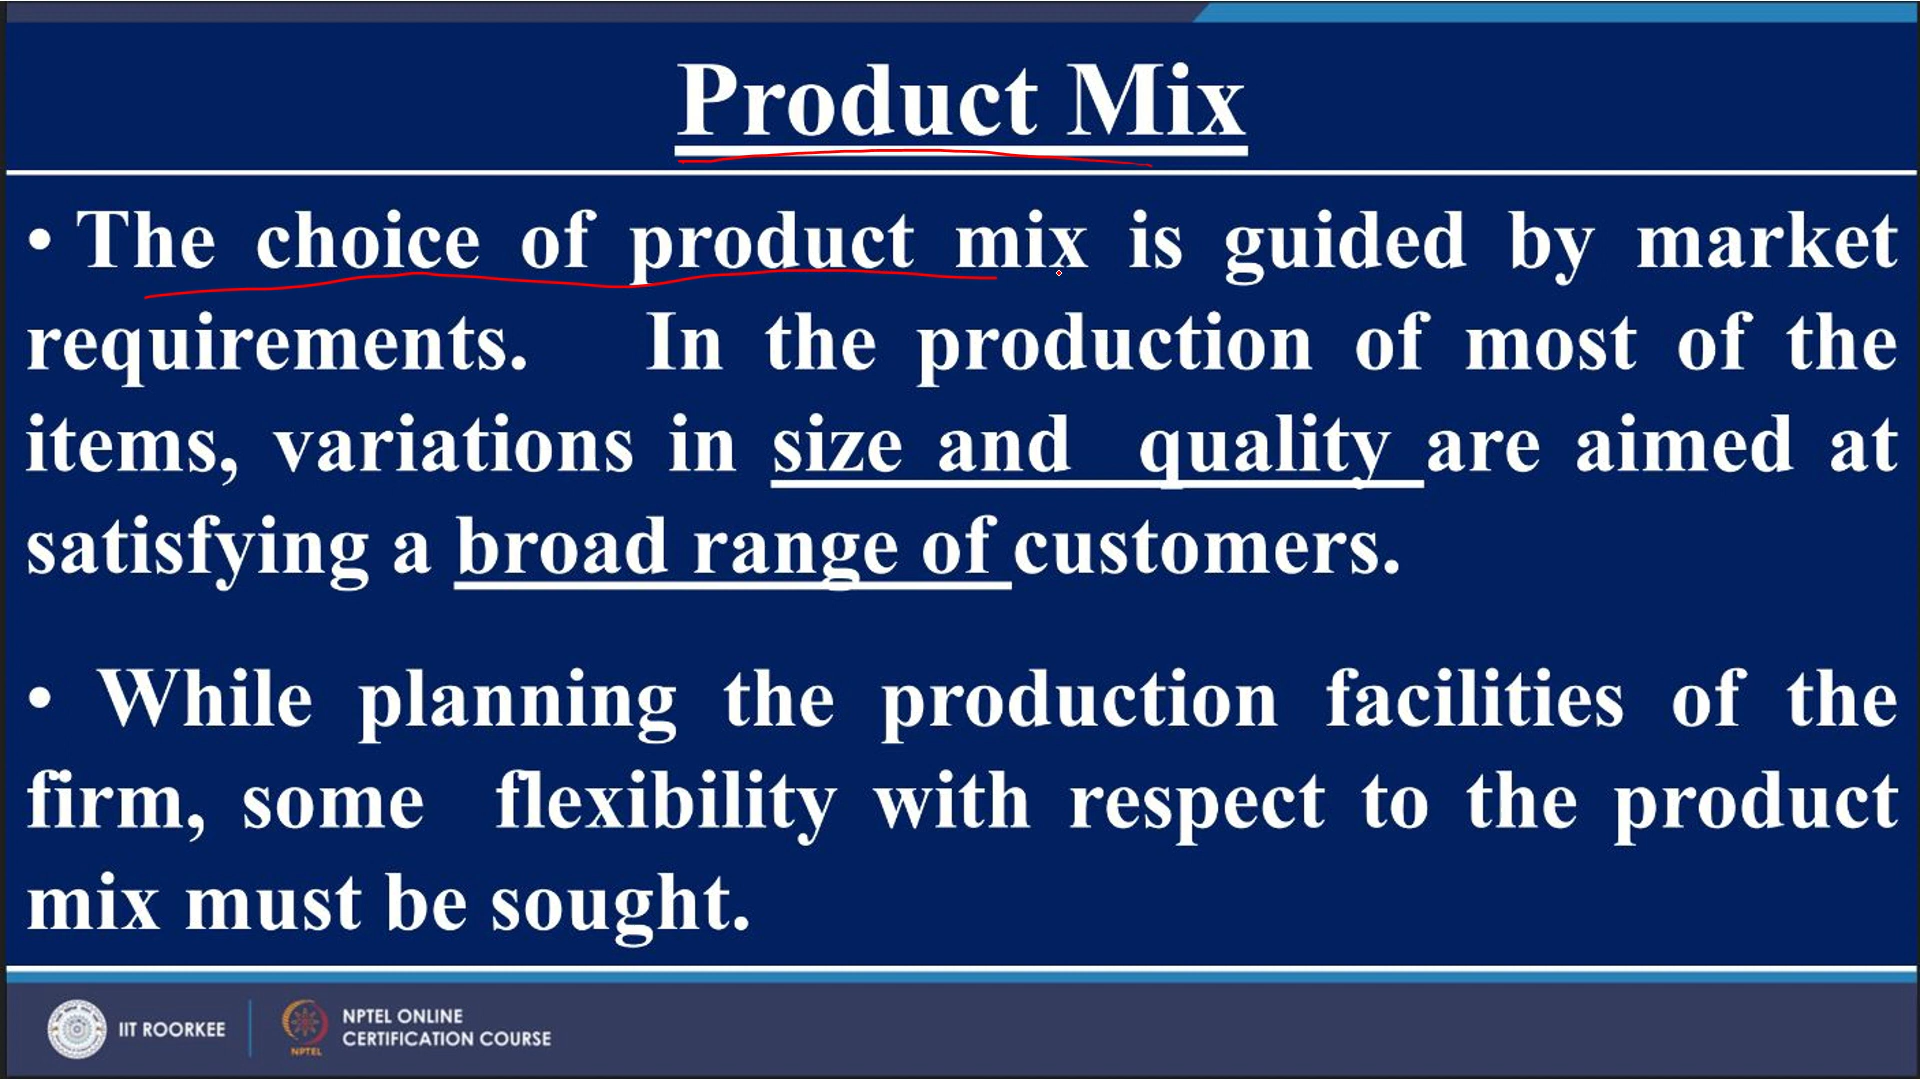 Product Mix
• The choice of product mix is guided by market
requirements. In the production of most of the
items, variations in size and quality are aimed at
satisfying a broad range of customers.
• While planning the production facilities of the
firm, some flexibility with respect to the product
mix must be sought.
IIT ROORKEE
NPTEL
NPTEL ONLINE
CERTIFICATION COURSE